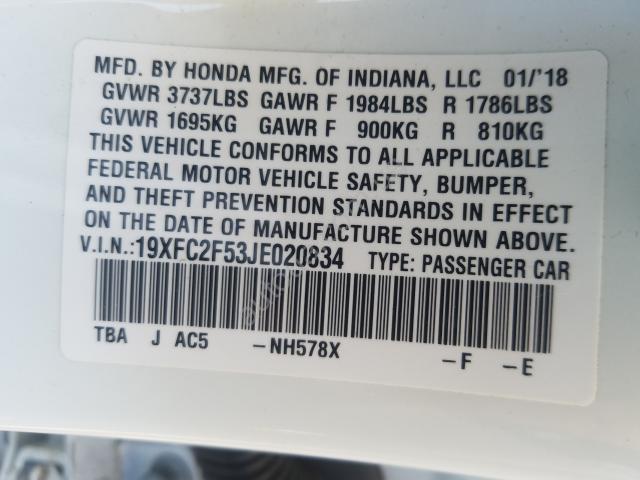 MFD. BY HONDA MFG. OF INDIANA, LLC 01/'18
GVWR 3737LBS GAWR F 1984LBS R 1786LBS
GVWR 1695KG GAWR F 900KG R 810KG
THIS VEHICLE CONFORMS TO ALL APPLICABLE
FEDERAL MOTOR VEHICLE SAFETY, BUMPER,
AND THEFT PREVENTION STANDARDS IN EFFECT
ON THE DATE OF MANUFACTURE SHOWN ABOVE.
V.I.N.:19XFC2F53JE020834 TYPE: PASSENGER CAR
TBA J AC5 -NH578X -F -E